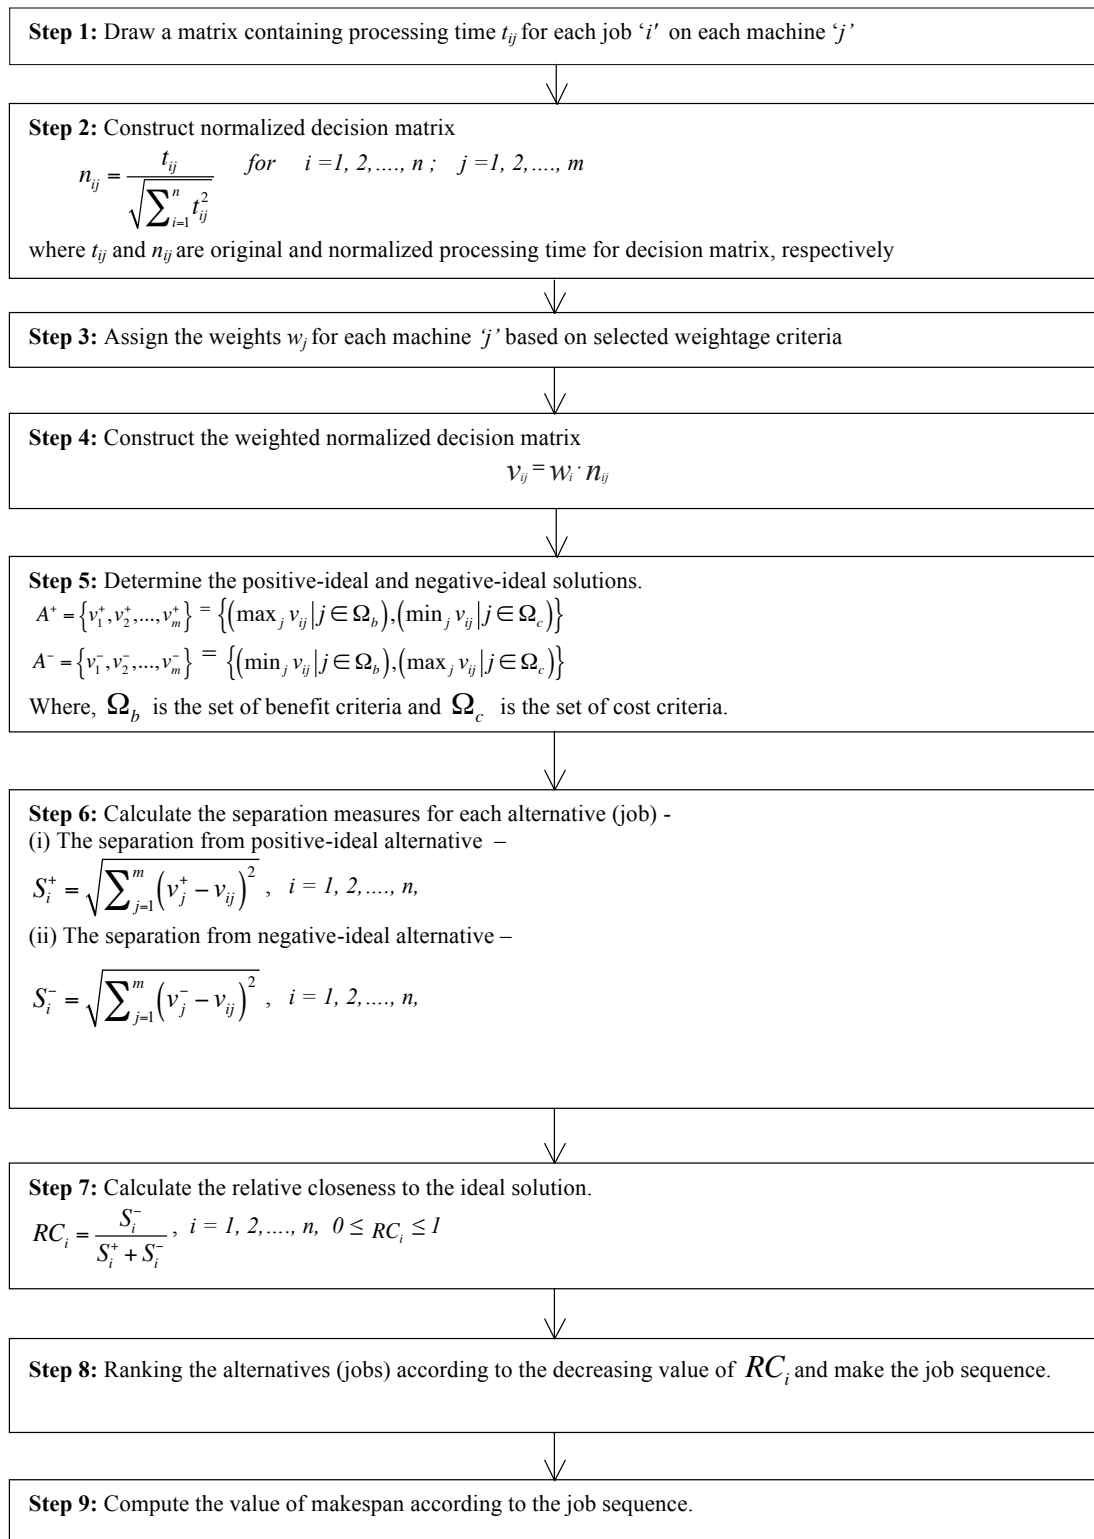 Step 1: Draw a matrix containing processing time t_ij for each job ‘i' on each machine ‘j’
Step 2: Construct normalized decision matrix
n_ij = t_ij / √(∑_{i=1}^{n} t_ij^2) for i =1, 2,...., n ; j =1, 2,...., m
where t_ij and n_ij are original and normalized processing time for decision matrix, respectively
Step 3: Assign the weights w_j for each machine ‘j’ based on selected weightage criteria
Step 4: Construct the weighted normalized decision matrix
v_ij = w_i · n_ij
Step 5: Determine the positive-ideal and negative-ideal solutions.
A^+ = {v_1^+, v_2^+,..., v_m^+} = {(max_j v_ij | j ∈ Ω_b), (min_j v_ij | j ∈ Ω_c)}
A^− = {v_1^−, v_2^−,..., v_m^−} = {(min_j v_ij | j ∈ Ω_b), (max_j v_ij | j ∈ Ω_c)}
Where, Ω_b is the set of benefit criteria and Ω_c is the set of cost criteria.
Step 6: Calculate the separation measures for each alternative (job) -
(i) The separation from positive-ideal alternative –
S_i^+ = √(∑_{j=1}^{m} (v_j^+ − v_ij)^2) , i = 1, 2,...., n,
(ii) The separation from negative-ideal alternative –
S_i^− = √(∑_{j=1}^{m} (v_j^− − v_ij)^2) , i = 1, 2,...., n,
Step 7: Calculate the relative closeness to the ideal solution.
RC_i = S_i^− / (S_i^+ + S_i^−) , i = 1, 2,...., n, 0 ≤ RC_i ≤ 1
Step 8: Ranking the alternatives (jobs) according to the decreasing value of RC_i and make the job sequence.
Step 9: Compute the value of makespan according to the job sequence.